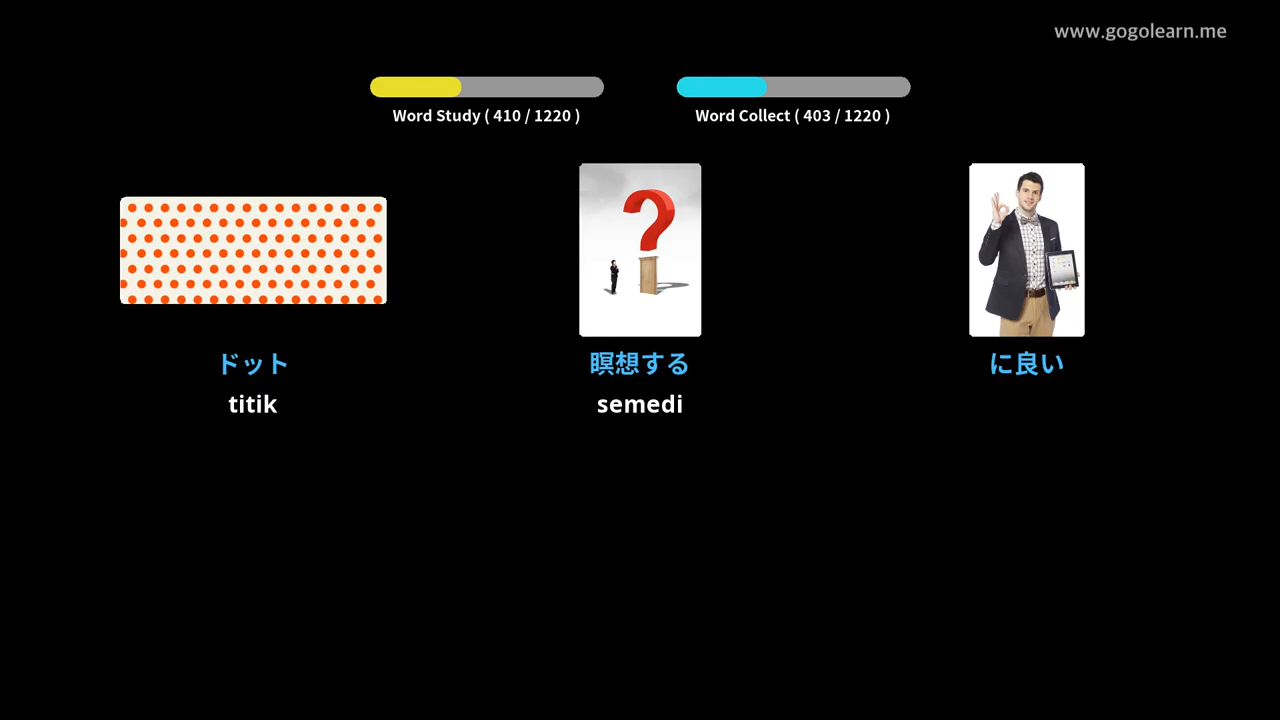 www.gogolearn.me
Word Study ( 410 / 1220 )
Word Collect ( 403 / 1220 )
ドット
瞑想する
に良い
titik
semedi